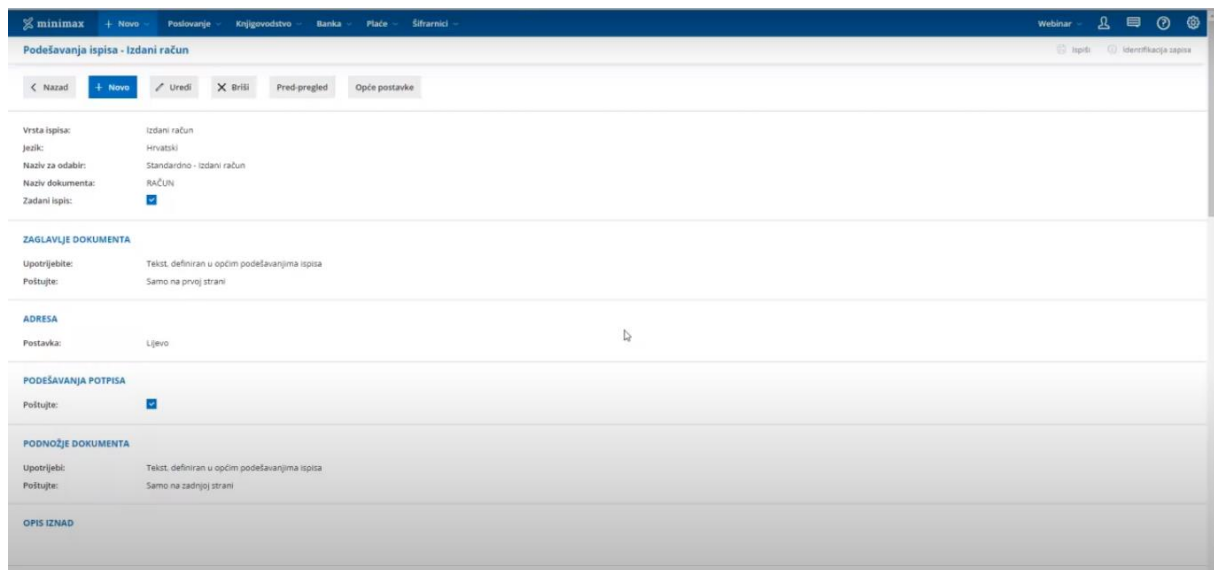 minimax + Novo Poslovanje Knjigovodstvo Banka Plaće Šifrarnici Webinar
Podešavanja ispisa - Izdani račun Ispiši Identifikacija zapisa
Nazad + Novo Uredi Briši Pred-pregled Opće postavke
Vrsta ispisa: Izdani račun
Jezik: Hrvatski
Naziv za odabir: Standardno - Izdani račun
Naziv dokumenta: RAČUN
Zadani ispis:
ZAGLAVLJE DOKUMENTA
Upotrijebite: Tekst, definiran u općim podešavanjima ispisa
Poštujte: Samo na prvoj strani
ADRESA
Postavka: Lijevo
PODEŠAVANJA POTPISA
Poštujte:
PODNOŽJE DOKUMENTA
Upotrijebi: Tekst, definiran u općim podešavanjima ispisa
Poštujte: Samo na zadnjoj strani
OPIS IZNAD